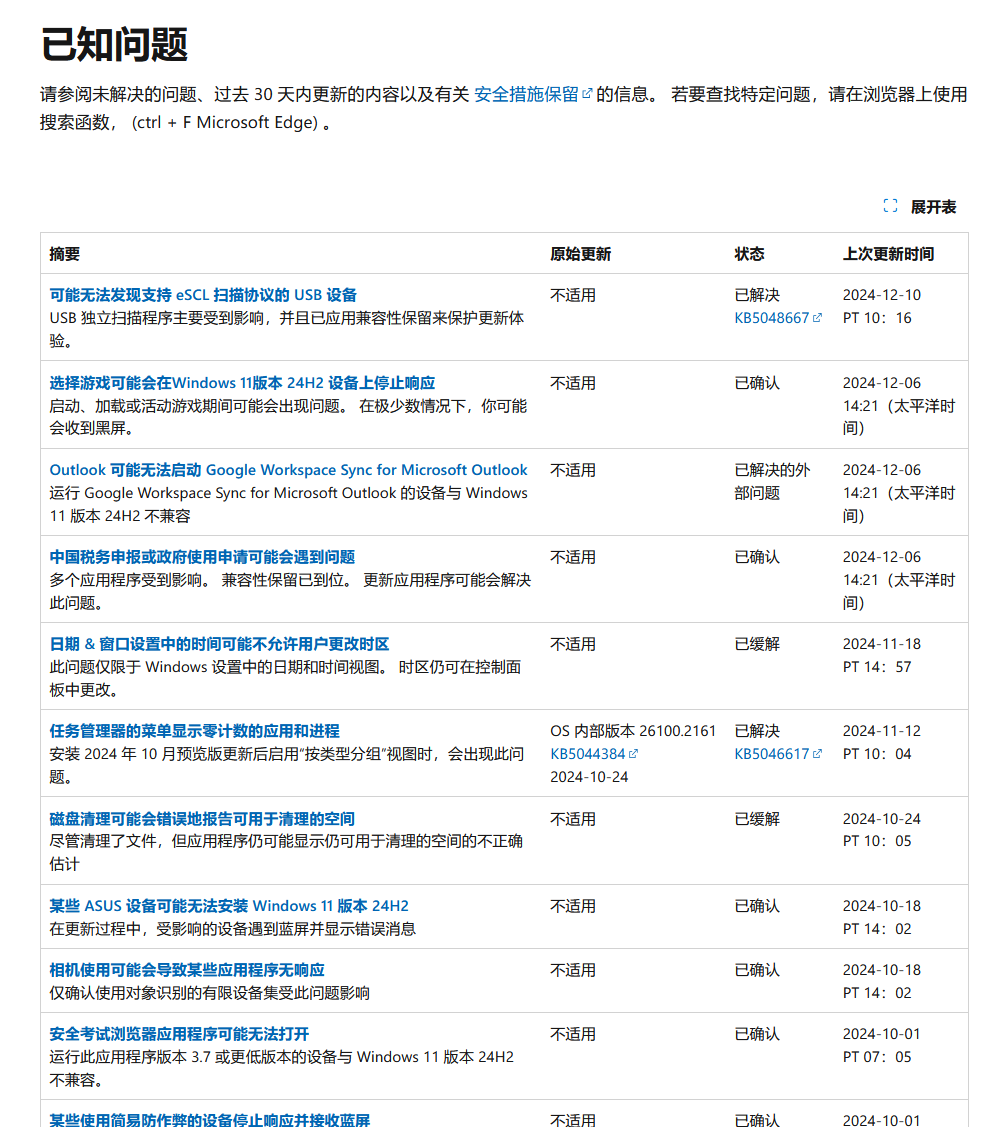 已知问题
请参阅未解决的问题、过去 30 天内更新的内容以及有关 安全措施保留 的信息。 若要查找特定问题，请在浏览器上使用
搜索函数， (ctrl + F Microsoft Edge) 。
展开表
摘要 原始更新 状态 上次更新时间
可能无法发现支持 eSCL 扫描协议的 USB 设备 不适用 已解决 2024-12-10
USB 独立扫描程序主要受到影响，并且已应用兼容性保留来保护更新体 KB5048667 PT 10：16
验。
选择游戏可能会在Windows 11版本 24H2 设备上停止响应 不适用 已确认 2024-12-06
启动、加载或活动游戏期间可能会出现问题。 在极少数情况下，你可能 14:21（太平洋时
会收到黑屏。 间）
Outlook 可能无法启动 Google Workspace Sync for Microsoft Outlook 不适用 已解决的外 2024-12-06
运行 Google Workspace Sync for Microsoft Outlook 的设备与 Windows 部问题 14:21（太平洋时
11 版本 24H2 不兼容 间）
中国税务申报或政府使用申请可能会遇到问题 不适用 已确认 2024-12-06
多个应用程序受到影响。 兼容性保留已到位。 更新应用程序可能会解决 14:21（太平洋时
此问题。 间）
日期 & 窗口设置中的时间可能不允许用户更改时区 不适用 已缓解 2024-11-18
此问题仅限于 Windows 设置中的日期和时间视图。 时区仍可在控制面 PT 14：57
板中更改。
任务管理器的菜单显示零计数的应用和进程 OS 内部版本 26100.2161 已解决 2024-11-12
安装 2024 年 10 月预览版更新后启用"按类型分组"视图时，会出现此问 KB5044384 KB5046617 PT 10：04
题。 2024-10-24
磁盘清理可能会错误地报告可用于清理的空间 不适用 已缓解 2024-10-24
尽管清理了文件，但应用程序仍可能显示仍可用于清理的空间的不正确 PT 10：05
估计
某些 ASUS 设备可能无法安装 Windows 11 版本 24H2 不适用 已确认 2024-10-18
在更新过程中，受影响的设备遇到蓝屏并显示错误消息 PT 14：02
相机使用可能会导致某些应用程序无响应 不适用 已确认 2024-10-18
仅确认使用对象识别的有限设备集受此问题影响 PT 14：02
安全考试浏览器应用程序可能无法打开 不适用 已确认 2024-10-01
运行此应用程序版本 3.7 或更低版本的设备与 Windows 11 版本 24H2 PT 07：05
不兼容。
某些使用简易防作弊的设备停止响应并接收蓝屏 不适用 已确认 2024-10-01